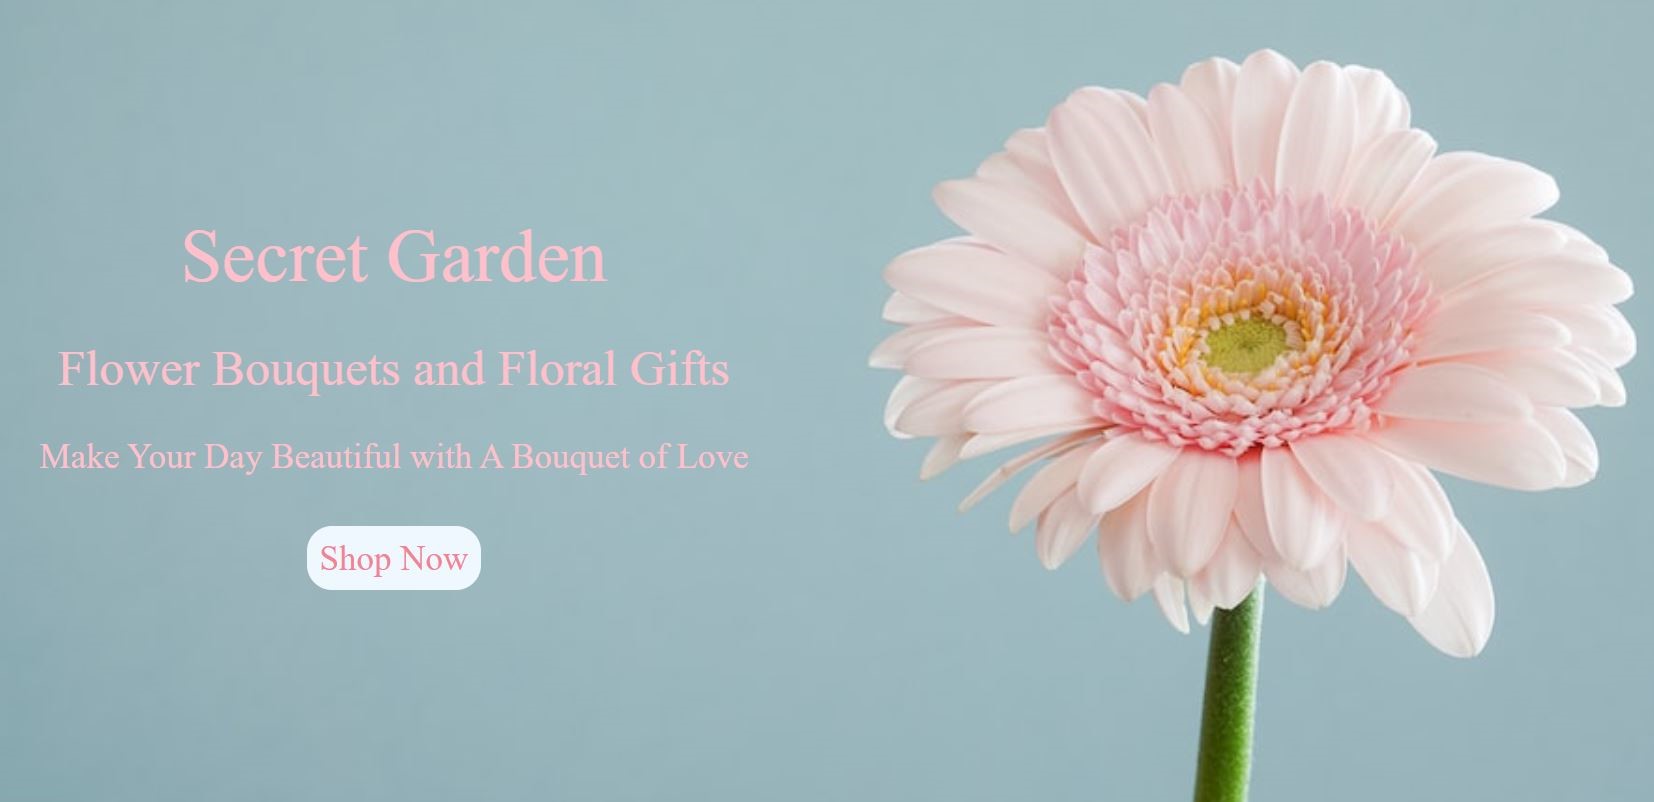 Secret Garden
Flower Bouquets and Floral Gifts
Make Your Day Beautiful with A Bouquet of Love
Shop Now